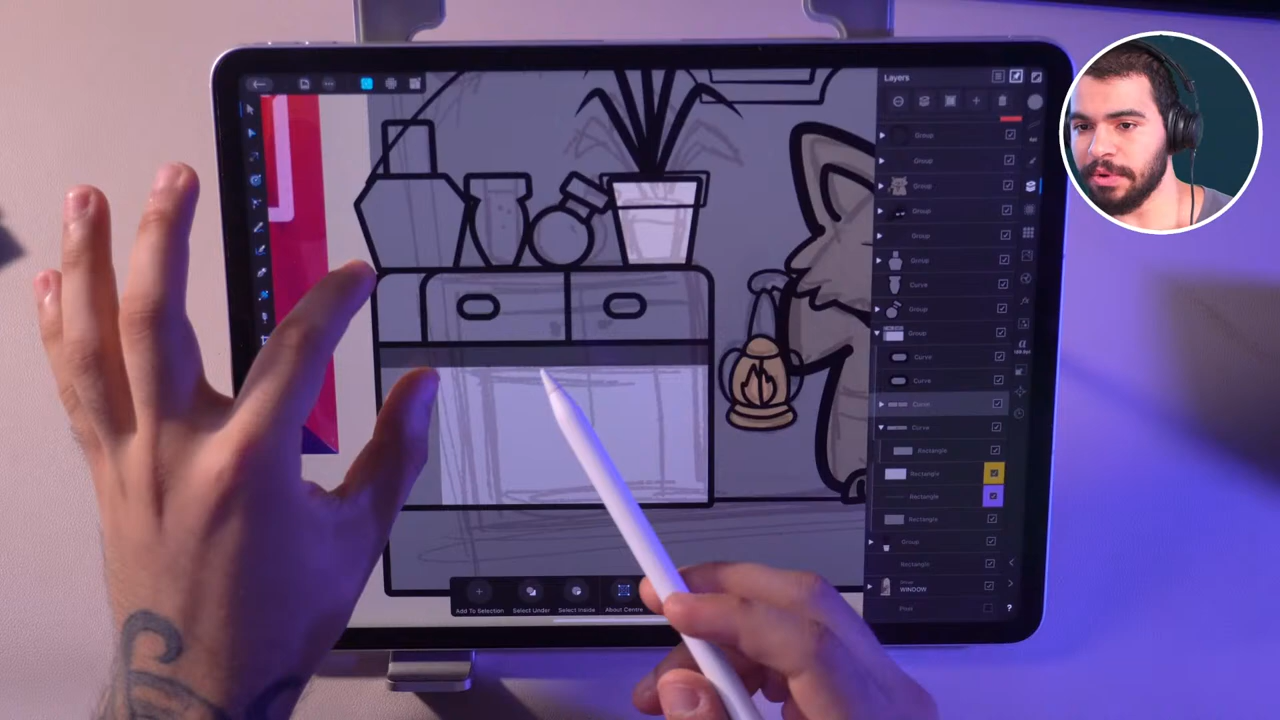 Layers
Group
Group
Group
Group
Group
Group
Curve
Group
Group
Curve
Curve
Curve
Curve
Rectangle
Rectangle
Rectangle
Rectangle
Group
Rectangle
WINDOW
Pixel
?
Add To Selection
Select Under
Select Inside
About Centre